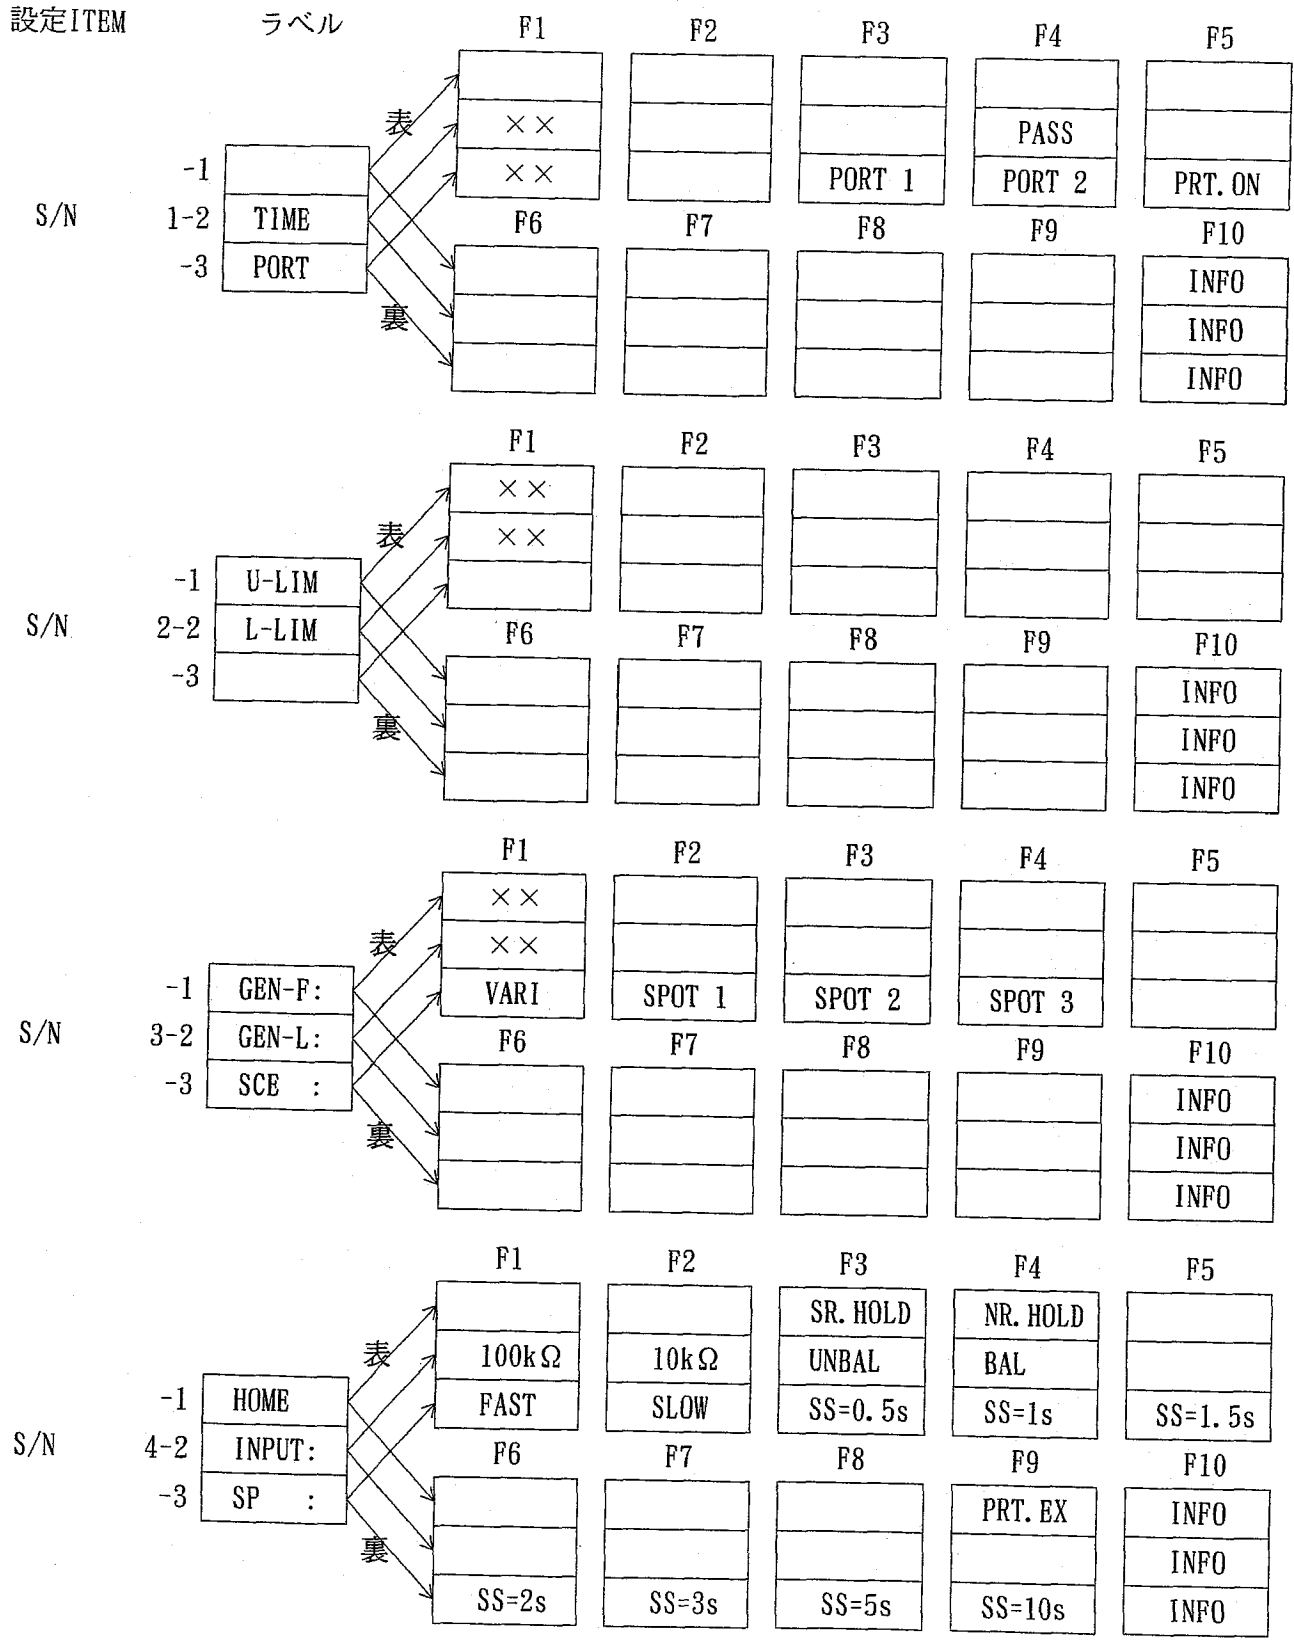 設定ITEM ラベル F1 F2 F3 F4 F5
表
×× PASS
-1 ×× PORT 1 PORT 2 PRT.ON
S/N 1-2 TIME F6 F7 F8 F9 F10
-3 PORT INFO
裏 INFO
INFO
F1 F2 F3 F4 F5
××
表 ××
-1 U-LIM
S/N 2-2 L-LIM F6 F7 F8 F9 F10
-3 INFO
裏 INFO
INFO
F1 F2 F3 F4 F5
××
表 ××
-1 GEN-F: VARI SPOT 1 SPOT 2 SPOT 3
S/N 3-2 GEN-L: F6 F7 F8 F9 F10
-3 SCE : INFO
裏 INFO
INFO
F1 F2 F3 F4 F5
SR.HOLD NR.HOLD
表 100kΩ 10kΩ UNBAL BAL
-1 HOME FAST SLOW SS=0.5s SS=1s SS=1.5s
S/N 4-2 INPUT: F6 F7 F8 F9 F10
-3 SP : PRT.EX INFO
裏 INFO
SS=2s SS=3s SS=5s SS=10s INFO